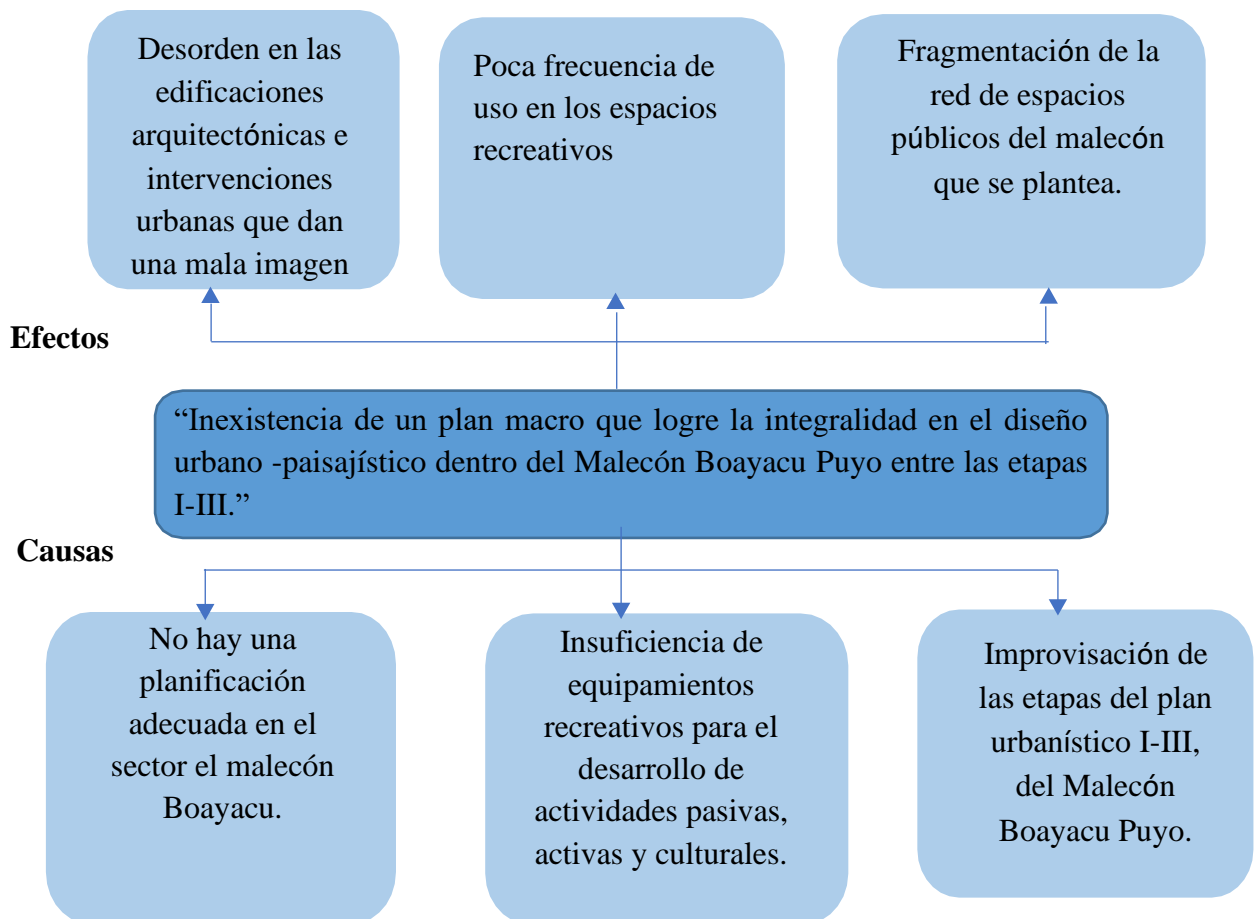 Desorden en las
edificaciones
arquitectónicas e
intervenciones
urbanas que dan
una mala imagen
Poca frecuencia de
uso en los espacios
recreativos
Fragmentación de la
red de espacios
públicos del malecón
que se plantea.
Efectos
“Inexistencia de un plan macro que logre la integralidad en el diseño
urbano -paisajístico dentro del Malecón Boayacu Puyo entre las etapas
I-III.”
Causas
No hay una
planificación
adecuada en el
sector el malecón
Boayacu.
Insuficiencia de
equipamientos
recreativos para el
desarrollo de
actividades pasivas,
activas y culturales.
Improvisación de
las etapas del plan
urbanístico I-III,
del Malecón
Boayacu Puyo.